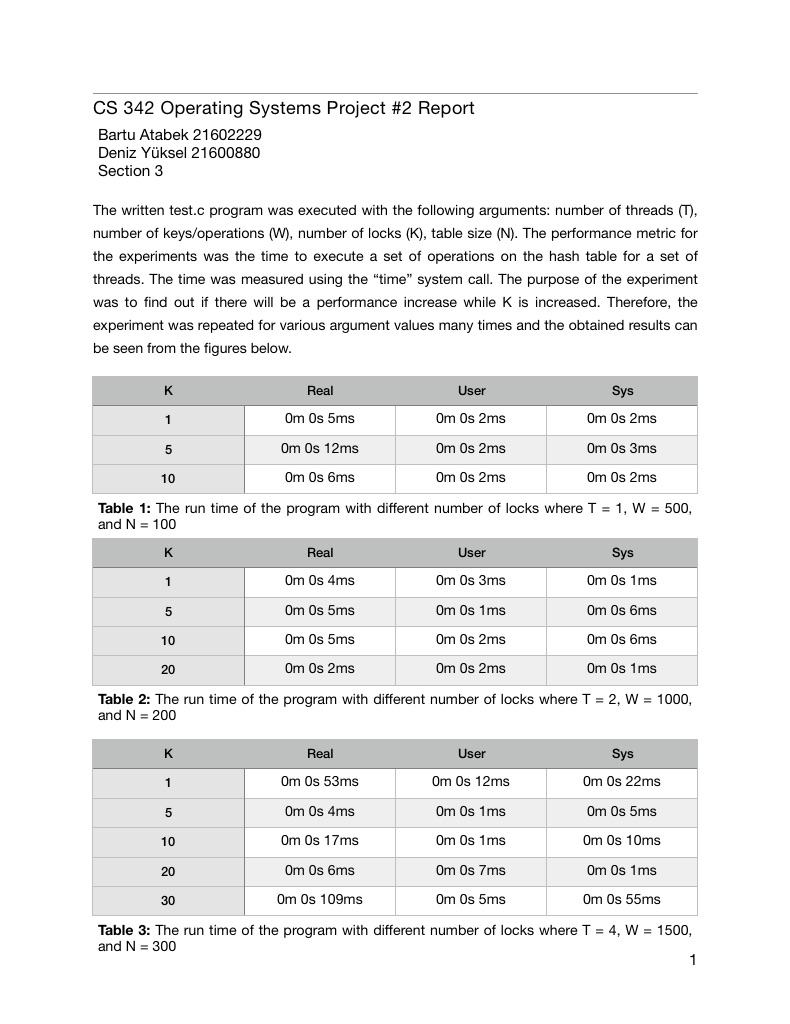 CS 342 Operating Systems Project #2 Report
Bartu Atabek 21602229
Deniz Yüksel 21600880
Section 3
The written test.c program was executed with the following arguments: number of threads (T),
number of keys/operations (W), number of locks (K), table size (N). The performance metric for
the experiments was the time to execute a set of operations on the hash table for a set of
threads. The time was measured using the “time” system call. The purpose of the experiment
was to find out if there will be a performance increase while K is increased. Therefore, the
experiment was repeated for various argument values many times and the obtained results can
be seen from the figures below.
K Real User Sys
1 0m 0s 5ms 0m 0s 2ms 0m 0s 2ms
5 0m 0s 12ms 0m 0s 2ms 0m 0s 3ms
10 0m 0s 6ms 0m 0s 2ms 0m 0s 2ms
Table 1: The run time of the program with different number of locks where T = 1, W = 500,
and N = 100
K Real User Sys
1 0m 0s 4ms 0m 0s 3ms 0m 0s 1ms
5 0m 0s 5ms 0m 0s 1ms 0m 0s 6ms
10 0m 0s 5ms 0m 0s 2ms 0m 0s 6ms
20 0m 0s 2ms 0m 0s 2ms 0m 0s 1ms
Table 2: The run time of the program with different number of locks where T = 2, W = 1000,
and N = 200
K Real User Sys
1 0m 0s 53ms 0m 0s 12ms 0m 0s 22ms
5 0m 0s 4ms 0m 0s 1ms 0m 0s 5ms
10 0m 0s 17ms 0m 0s 1ms 0m 0s 10ms
20 0m 0s 6ms 0m 0s 7ms 0m 0s 1ms
30 0m 0s 109ms 0m 0s 5ms 0m 0s 55ms
Table 3: The run time of the program with different number of locks where T = 4, W = 1500,
and N = 300
1